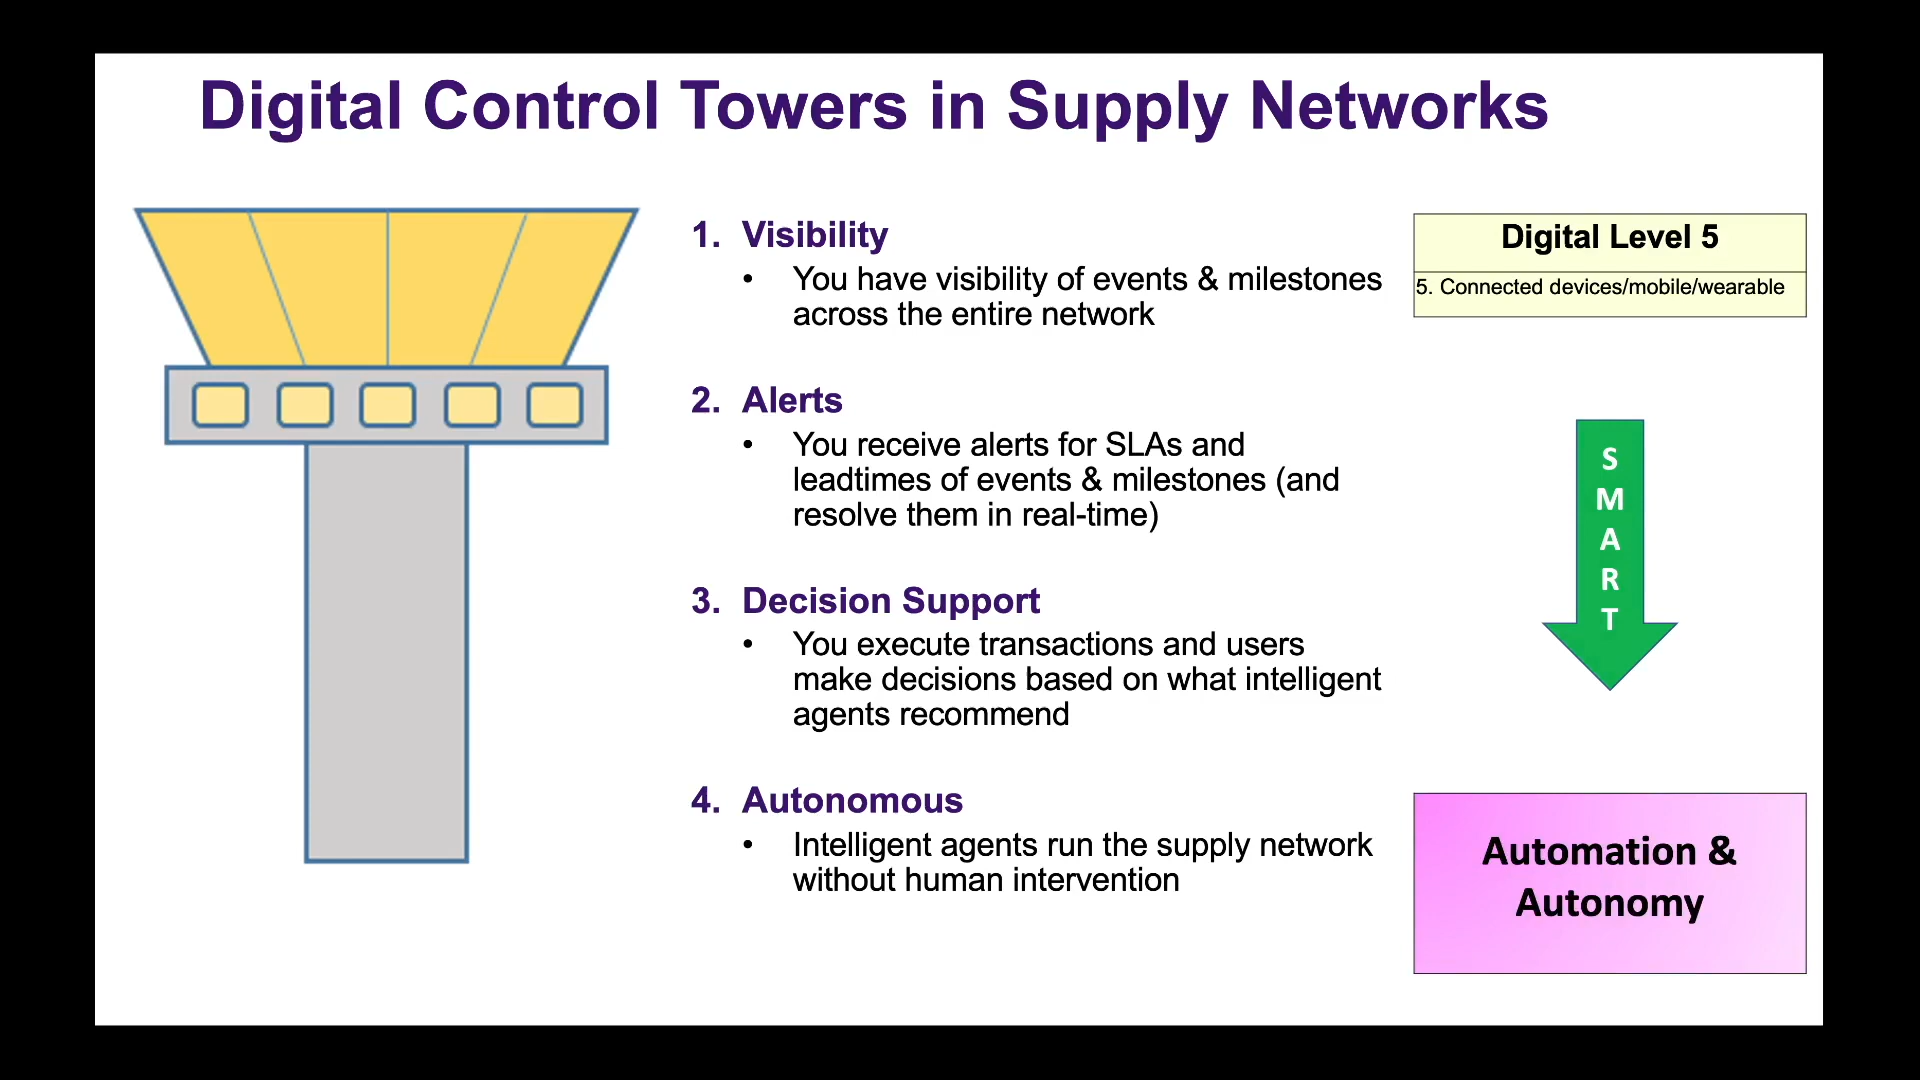 Digital Control Towers in Supply Networks
1. Visibility
• You have visibility of events & milestones
across the entire network
2. Alerts
• You receive alerts for SLAs and
leadtimes of events & milestones (and
resolve them in real-time)
3. Decision Support
• You execute transactions and users
make decisions based on what intelligent
agents recommend
4. Autonomous
• Intelligent agents run the supply network
without human intervention
Digital Level 5
5. Connected devices/mobile/wearable
S
M
A
R
T
Automation &
Autonomy